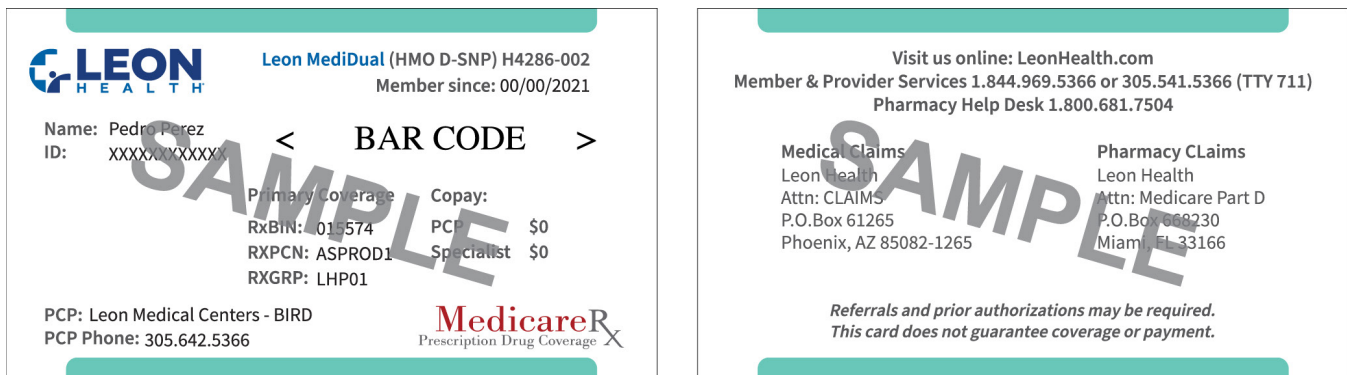 LEON
HEALTH
Leon MediDual (HMO D-SNP) H4286-002
Member since: 00/00/2021
Name: Pedro Perez
ID: XXXXXXXXXXXX
< BAR CODE >
SAMPLE
Primary Coverage Copay:
RxBIN: 015574 PCP $0
RXPCN: ASPROD1 Specialist $0
RXGRP: LHP01
PCP: Leon Medical Centers - BIRD
PCP Phone: 305.642.5366
MedicareRx
Prescription Drug Coverage
Visit us online: LeonHealth.com
Member & Provider Services 1.844.969.5366 or 305.541.5366 (TTY 711)
Pharmacy Help Desk 1.800.681.7504
SAMPLE
Medical Claims
Leon Health
Attn: CLAIMS
P.O.Box 61265
Phoenix, AZ 85082-1265
Pharmacy CLaims
Leon Health
Attn: Medicare Part D
P.O.Box 668230
Miami, FL 33166
Referrals and prior authorizations may be required.
This card does not guarantee coverage or payment.